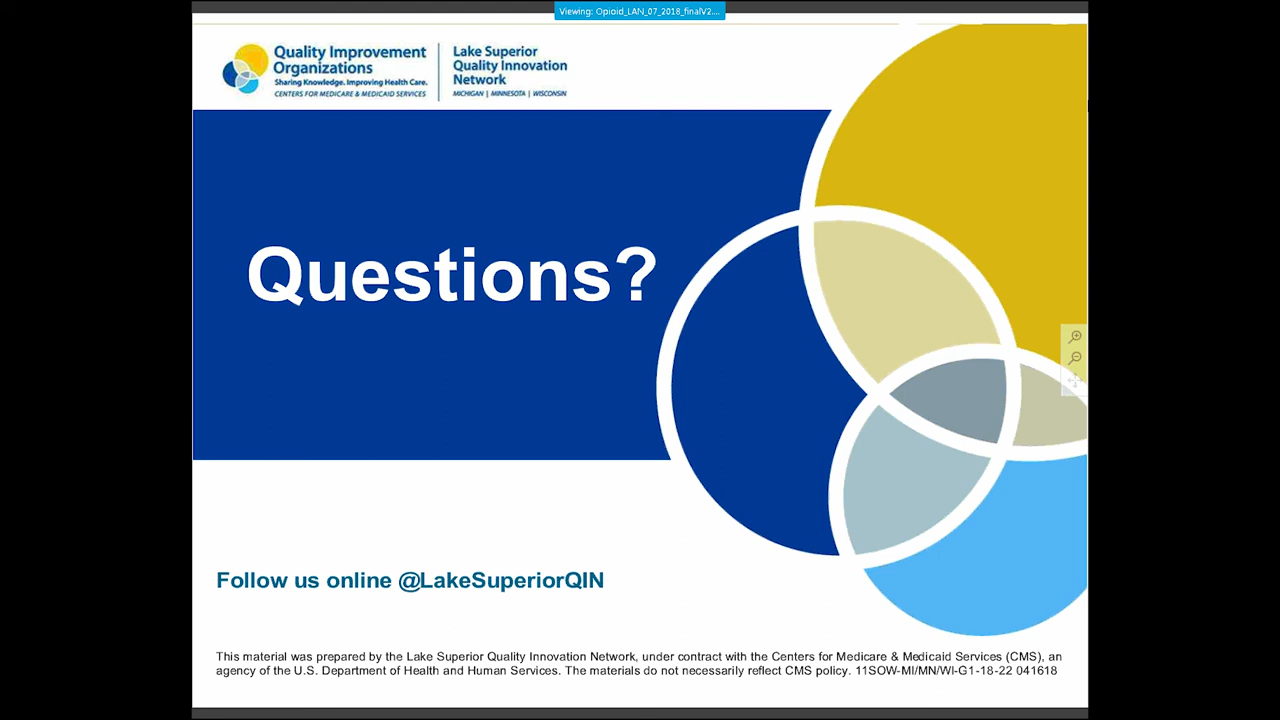 Viewing: Opioid_LAN_07_2018_finalV2....
Quality Improvement
Organizations
Sharing Knowledge. Improving Health Care.
CENTERS FOR MEDICARE & MEDICAID SERVICES
Lake Superior
Quality Innovation
Network
MICHIGAN | MINNESOTA | WISCONSIN
Questions?
Follow us online @LakeSuperiorQIN
This material was prepared by the Lake Superior Quality Innovation Network, under contract with the Centers for Medicare & Medicaid Services (CMS), an
agency of the U.S. Department of Health and Human Services. The materials do not necessarily reflect CMS policy. 11SOW-MI/MN/WI-G1-18-22 041618